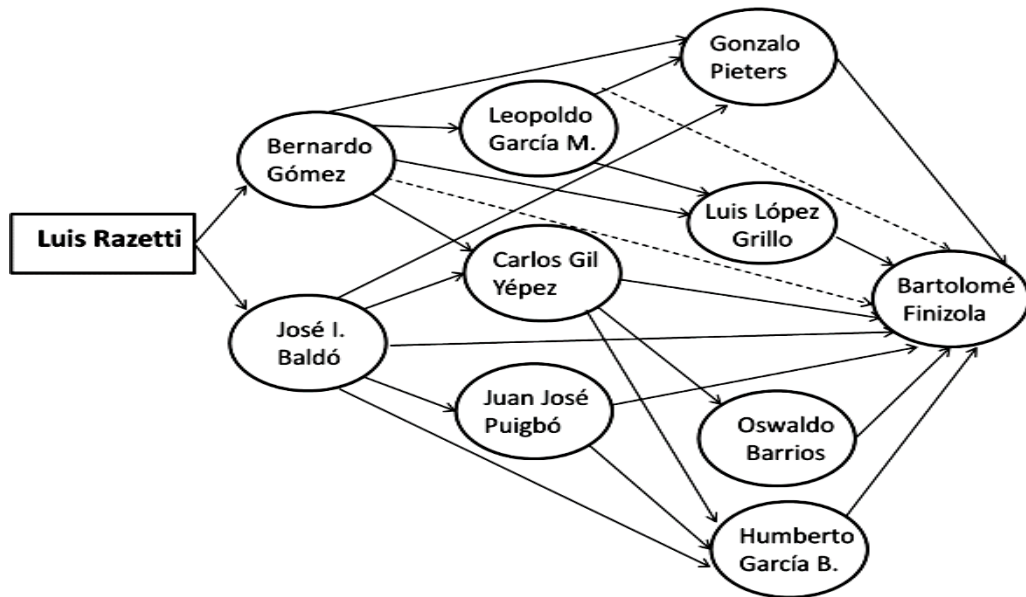 Gonzalo
Pieters
Leopoldo
García M.
Bernardo
Gómez
Luis López
Grillo
Luis Razetti
Carlos Gil
Yépez
Bartolomé
Finizola
José I.
Baldó
Juan José
Puigbó
Oswaldo
Barrios
Humberto
García B.